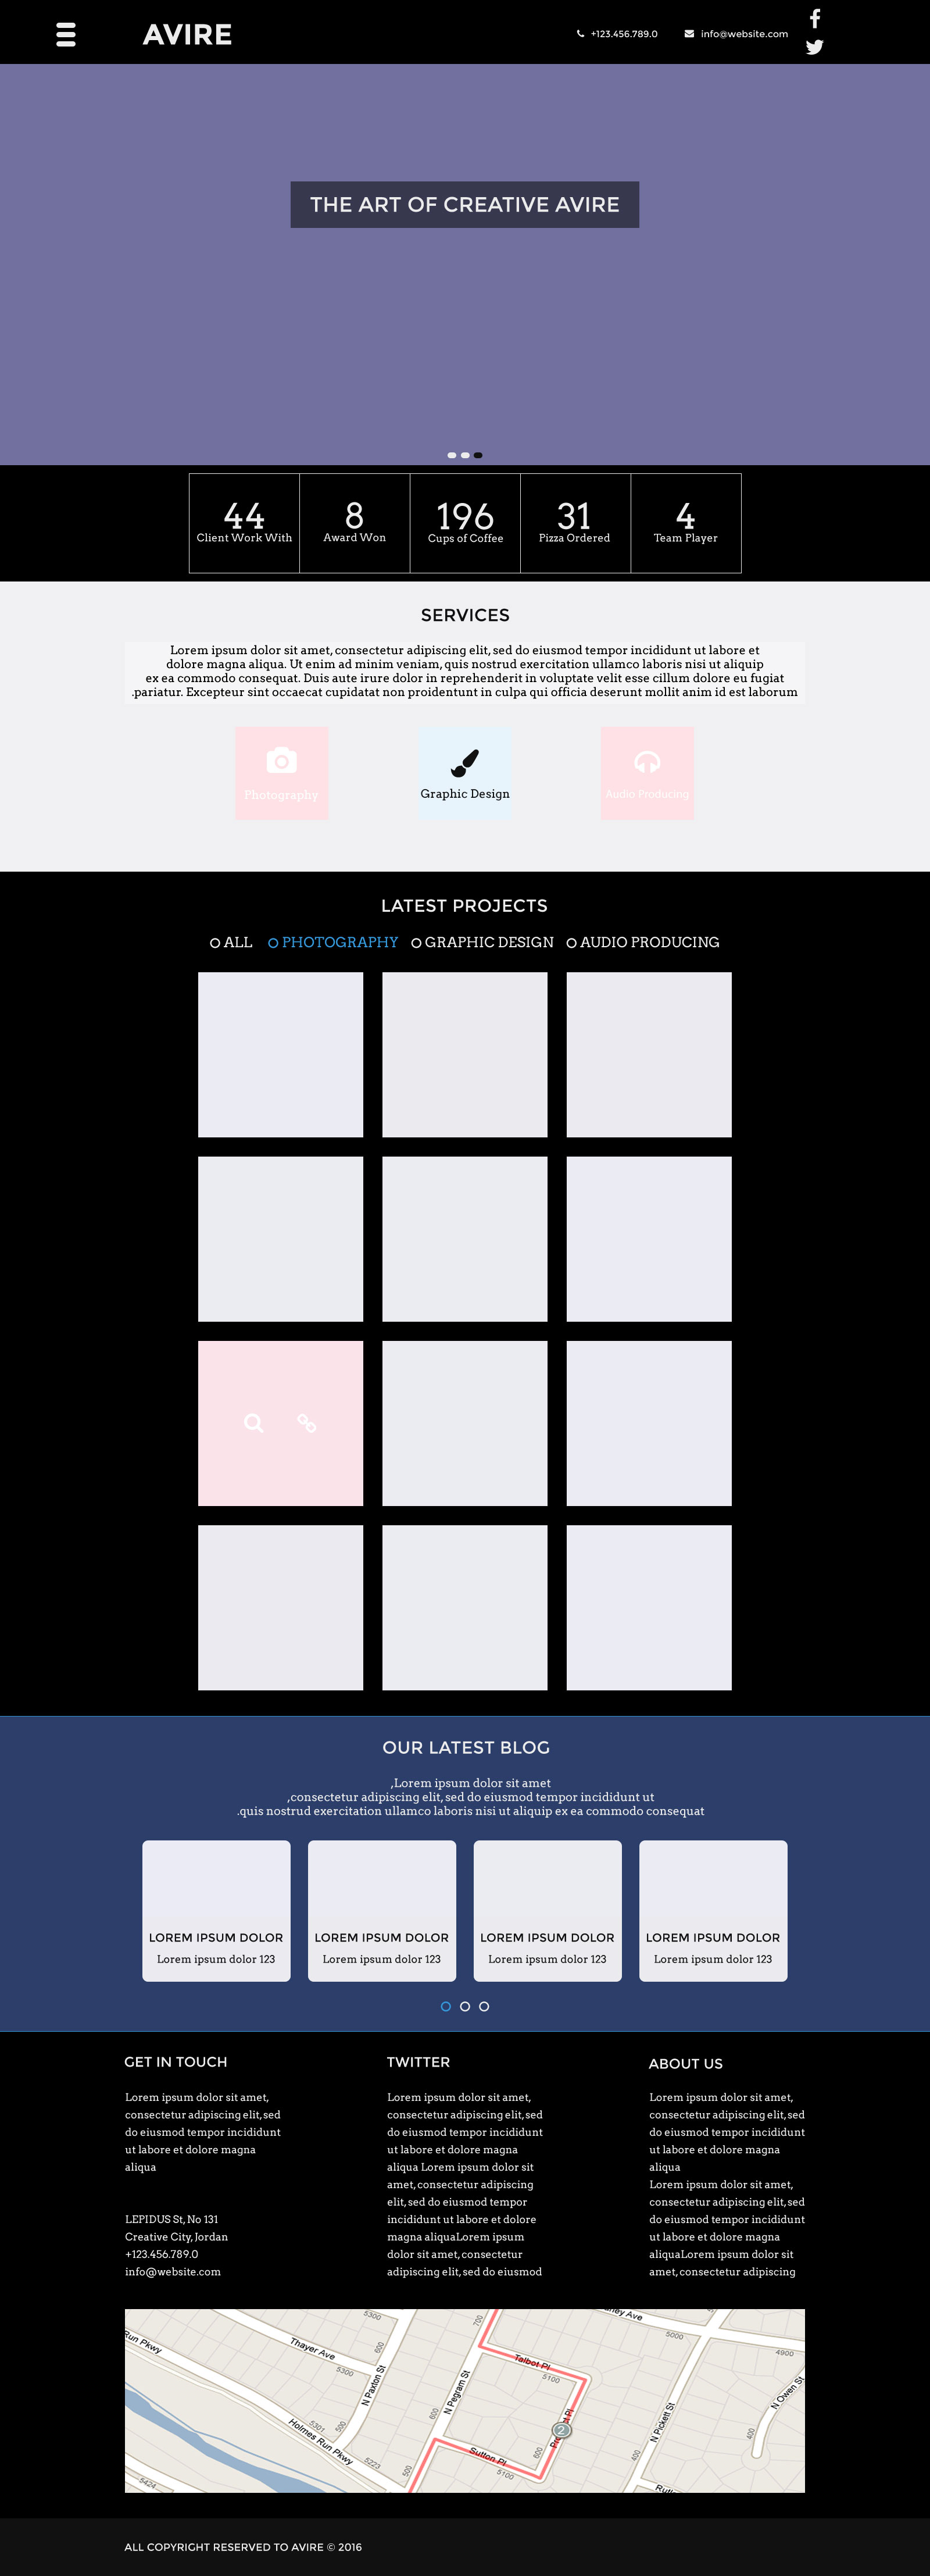 AVIRE
+123.456.789.0
info@website.com
THE ART OF CREATIVE AVIRE
44
Client Work With
8
Award Won
196
Cups of Coffee
31
Pizza Ordered
4
Team Player
SERVICES
Lorem ipsum dolor sit amet, consectetur adipiscing elit, sed do eiusmod tempor incididunt ut labore et
dolore magna aliqua. Ut enim ad minim veniam, quis nostrud exercitation ullamco laboris nisi ut aliquip
ex ea commodo consequat. Duis aute irure dolor in reprehenderit in voluptate velit esse cillum dolore eu fugiat
.pariatur. Excepteur sint occaecat cupidatat non proidentunt in culpa qui officia deserunt mollit anim id est laborum
Photography
Graphic Design
Audio Producing
LATEST PROJECTS
ALL
PHOTOGRAPHY
GRAPHIC DESIGN
AUDIO PRODUCING
OUR LATEST BLOG
,Lorem ipsum dolor sit amet
,consectetur adipiscing elit, sed do eiusmod tempor incididunt ut
.quis nostrud exercitation ullamco laboris nisi ut aliquip ex ea commodo consequat
LOREM IPSUM DOLOR
Lorem ipsum dolor 123
LOREM IPSUM DOLOR
Lorem ipsum dolor 123
LOREM IPSUM DOLOR
Lorem ipsum dolor 123
LOREM IPSUM DOLOR
Lorem ipsum dolor 123
GET IN TOUCH
Lorem ipsum dolor sit amet,
consectetur adipiscing elit, sed
do eiusmod tempor incididunt
ut labore et dolore magna
aliqua
LEPIDUS St, No 131
Creative City, Jordan
+123.456.789.0
info@website.com
TWITTER
Lorem ipsum dolor sit amet,
consectetur adipiscing elit, sed
do eiusmod tempor incididunt
ut labore et dolore magna
aliqua Lorem ipsum dolor sit
amet, consectetur adipiscing
elit, sed do eiusmod tempor
incididunt ut labore et dolore
magna aliquaLorem ipsum
dolor sit amet, consectetur
adipiscing elit, sed do eiusmod
ABOUT US
Lorem ipsum dolor sit amet,
consectetur adipiscing elit, sed
do eiusmod tempor incididunt
ut labore et dolore magna
aliqua
Lorem ipsum dolor sit amet,
consectetur adipiscing elit, sed
do eiusmod tempor incididunt
ut labore et dolore magna
aliquaLorem ipsum dolor sit
amet, consectetur adipiscing
5300
700
Ave
5000
Run Pkwy
Thayer Ave
600
4900
5300
Talbot Pl
5100
N Paxton St
N Pegram St
N Owen St
600
N Pickett St
Holmes Run Pkwy
5301
500
2
Pl
400
5223
Sutton Pl
600
400
5424
500
5100
ALL COPYRIGHT RESERVED TO AVIRE © 2016